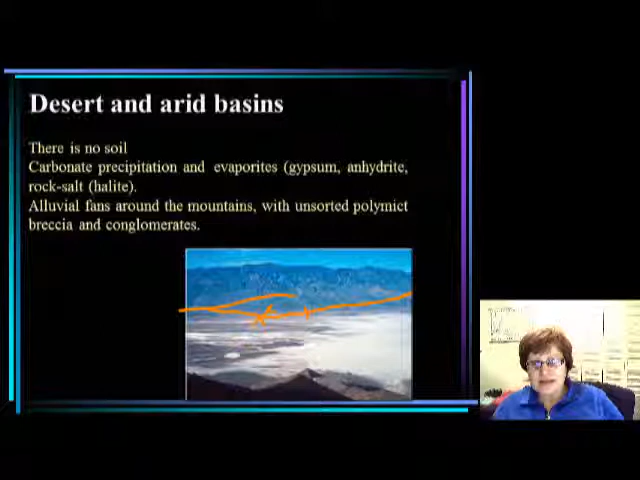 Desert and arid basins
There is no soil
Carbonate precipitation and evaporites (gypsum, anhydrite,
rock-salt (halite).
Alluvial fans around the mountains, with unsorted polymict
breccia and conglomerates.